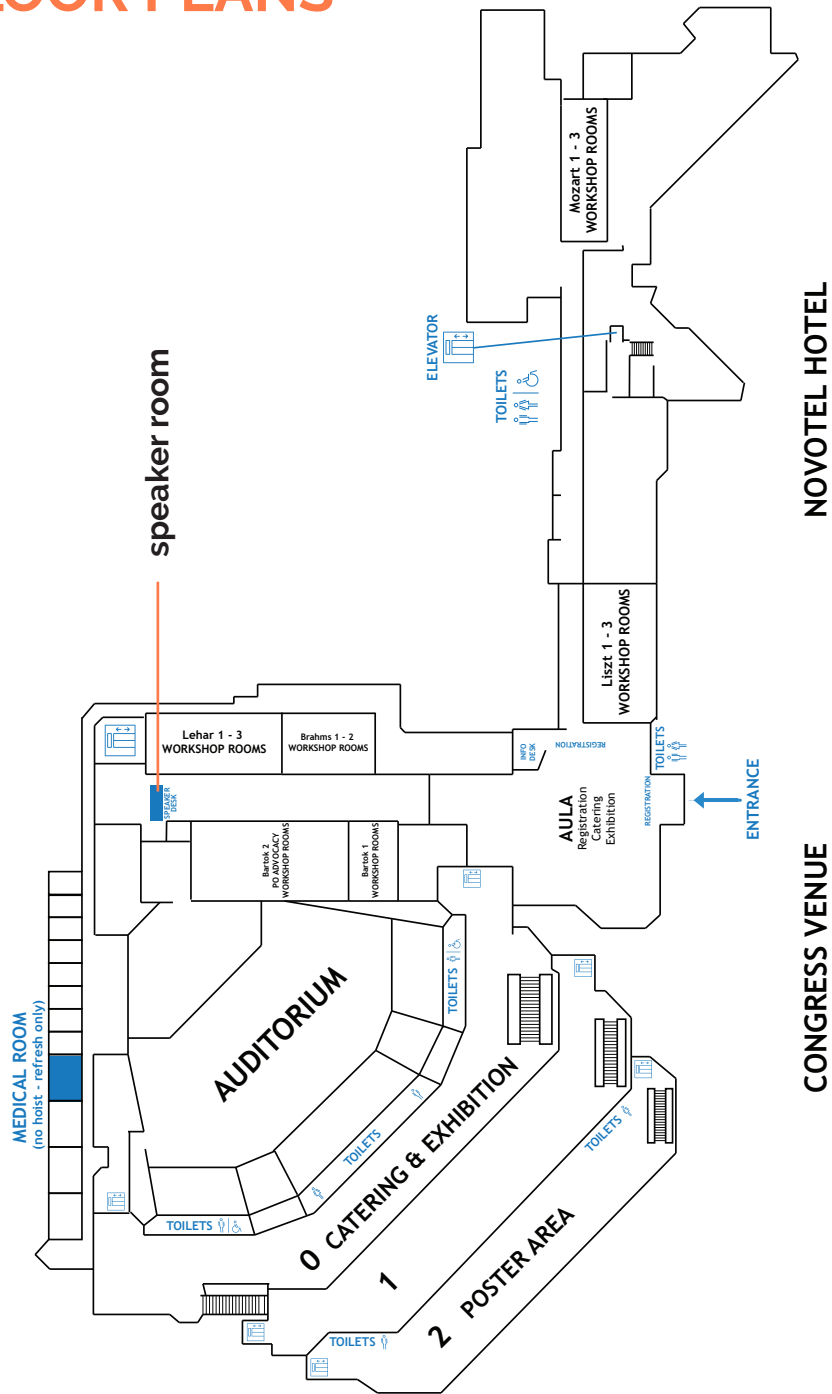 LOOR PLANS
Mozart 1 - 3
WORKSHOP ROOMS
ELEVATOR
TOILETS
speaker room
NOVOTEL HOTEL
Liszt 1 - 3
WORKSHOP ROOMS
Lehar 1 - 3
WORKSHOP ROOMS
Brahms 1 - 2
WORKSHOP ROOMS
INFO
DESK
REGISTRATION
TOILETS
SPEAKER
DESK
AULA
Registration
Catering
Exhibition
REGISTRATION
ENTRANCE
Bartok 2
PO ADVOCACY
WORKSHOP ROOMS
Bartok 1
WORKSHOP ROOMS
MEDICAL ROOM
(no hoist - refresh only)
AUDITORIUM
TOILETS
TOILETS
TOILETS
0 CATERING & EXHIBITION
1
2 POSTER AREA
TOILETS
TOILETS
CONGRESS VENUE